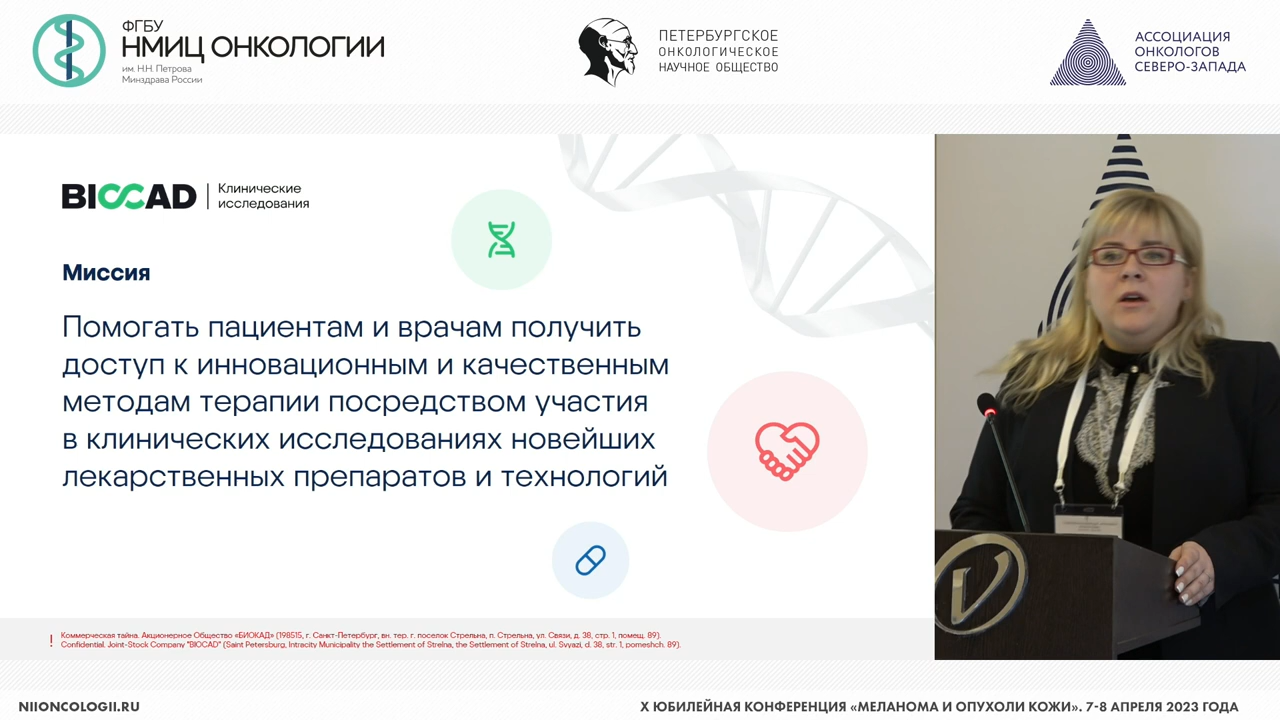 ФГБУ
НМИЦ ОНКОЛОГИИ
им. Н.Н. Петрова
Минздрава России
ПЕТЕРБУРГСКОЕ
ОНКОЛОГИЧЕСКОЕ
НАУЧНОЕ ОБЩЕСТВО
АССОЦИАЦИЯ
ОНКОЛОГОВ
СЕВЕРО-ЗАПАДА
BIOCAD
Клинические
исследования
Миссия
Помогать пациентам и врачам получить
доступ к инновационным и качественным
методам терапии посредством участия
в клинических исследованиях новейших
лекарственных препаратов и технологий
! Коммерческая тайна. Акционерное Общество «БИОКАД» (198515, г. Санкт-Петербург, вн. тер. г. поселок Стрельна, п. Стрельна, ул. Связи, д. 38, стр. 1, помещ. 89).
Confidential. Joint-Stock Company "BIOCAD" (Saint Petersburg, Intracity Municipality the Settlement of Strelna, the Settlement of Strelna, ul. Svyazi, d. 38, str. 1, pomeshch. 89).
V
NIIONCOLOGII.RU
X ЮБИЛЕЙНАЯ КОНФЕРЕНЦИЯ «МЕЛАНОМА И ОПУХОЛИ КОЖИ». 7-8 АПРЕЛЯ 2023 ГОДА